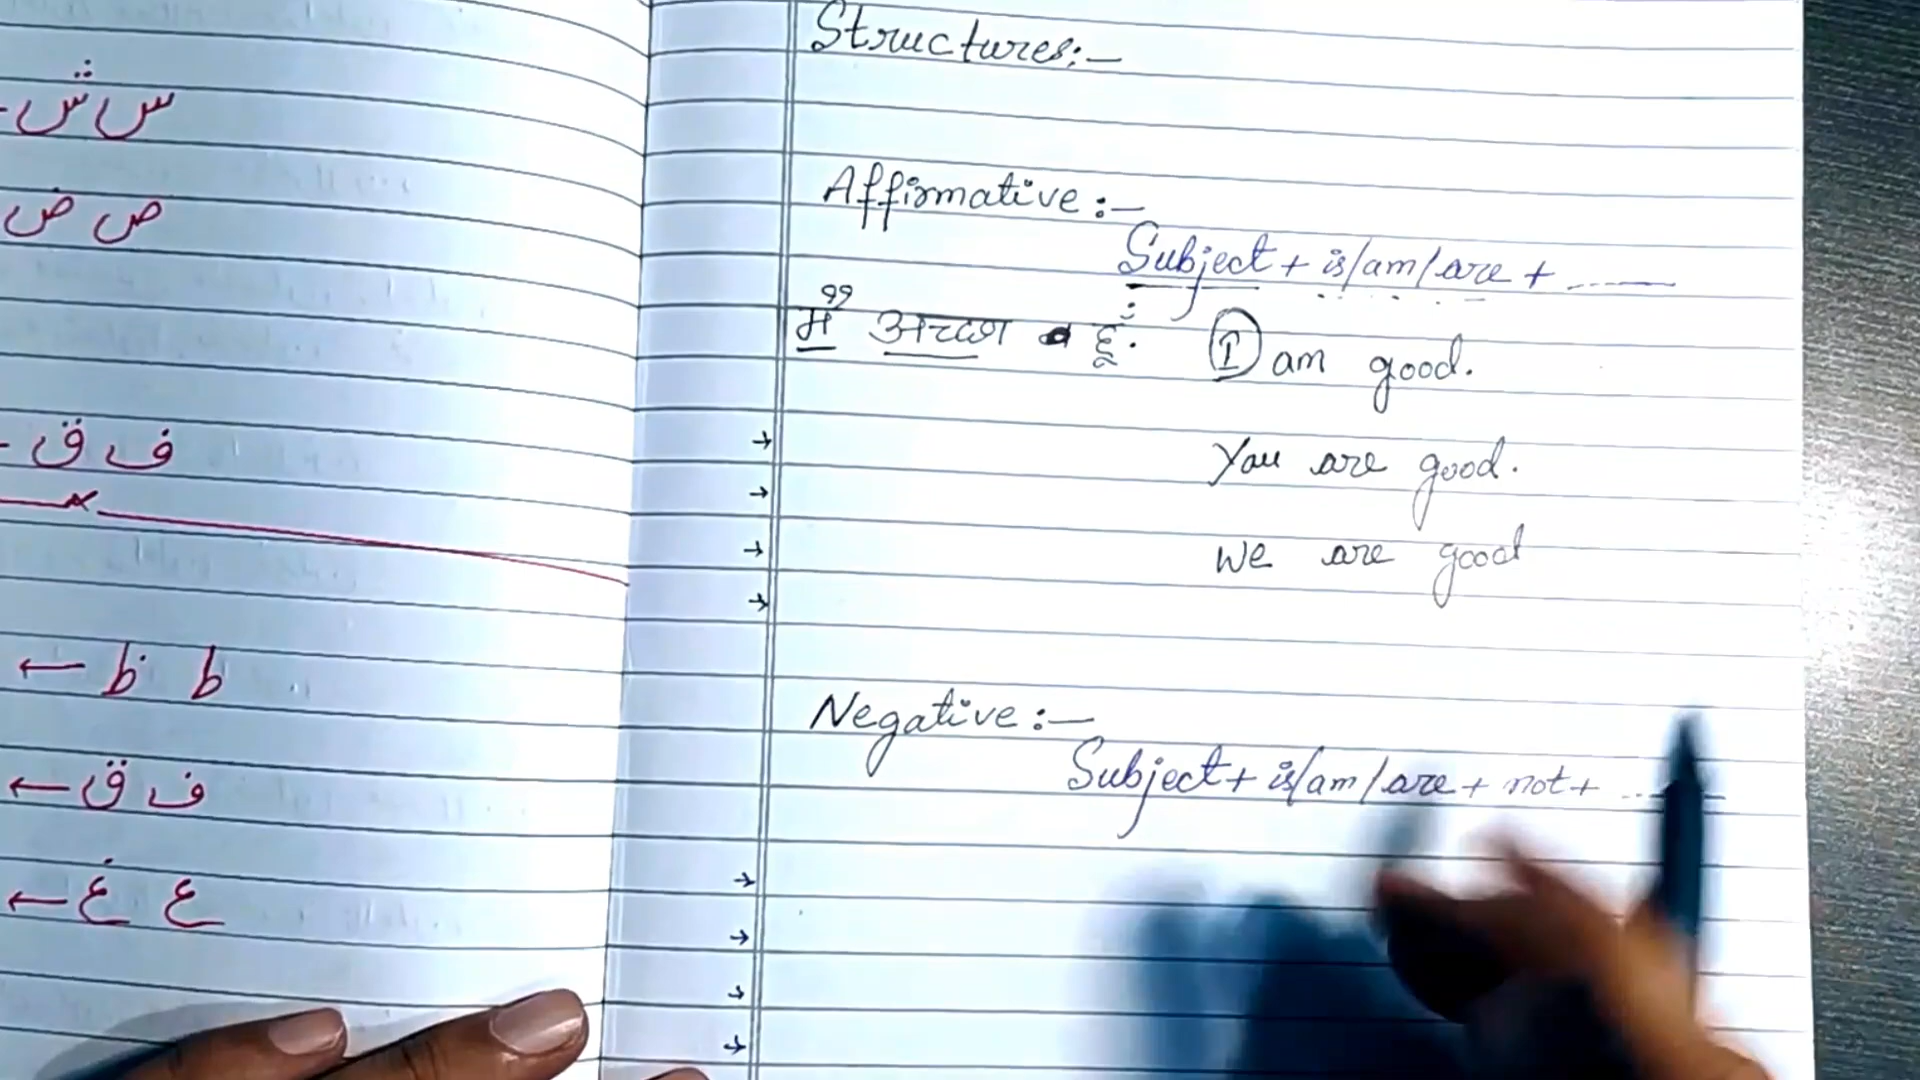 س ش
ص ض
ف ق
ط ظ ←
ف ق ←
ع غ ←
Structures:-
Affirmative :-
Subject + is/am/are + ........
में अच्छा हूँ. I am good.
You are good.
We are good
Negative :-
Subject + is/am/are + not + ........